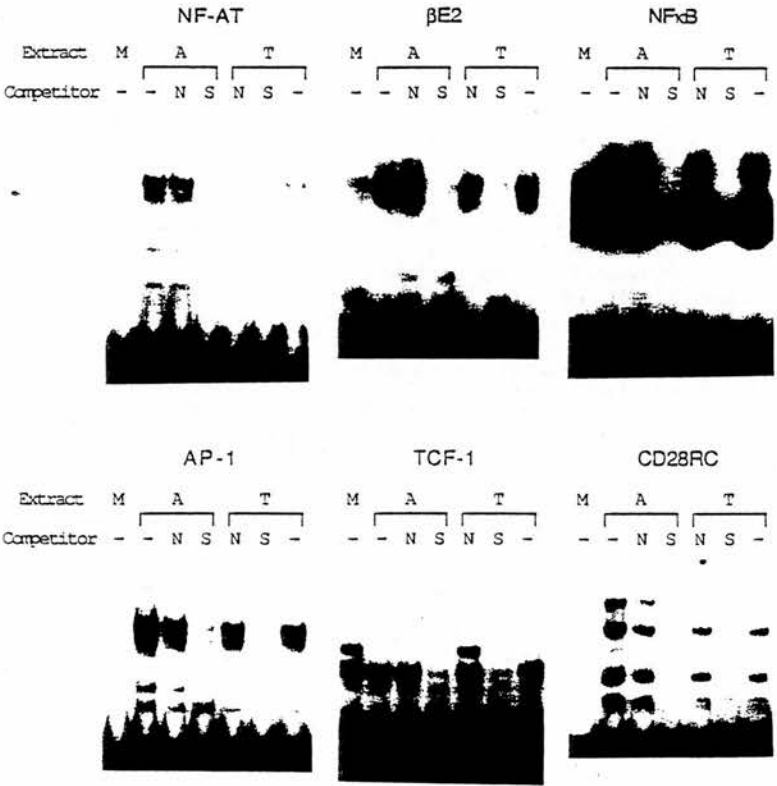 NF-AT βE2 NFκB
Extract M A T M A T M A T
Competitor - - N S N S - - - N S N S - - - N S N S -
AP-1 TCF-1 CD28RC
Extract M A T M A T M A T
Competitor - - N S N S - - - N S N S - - - N S N S -